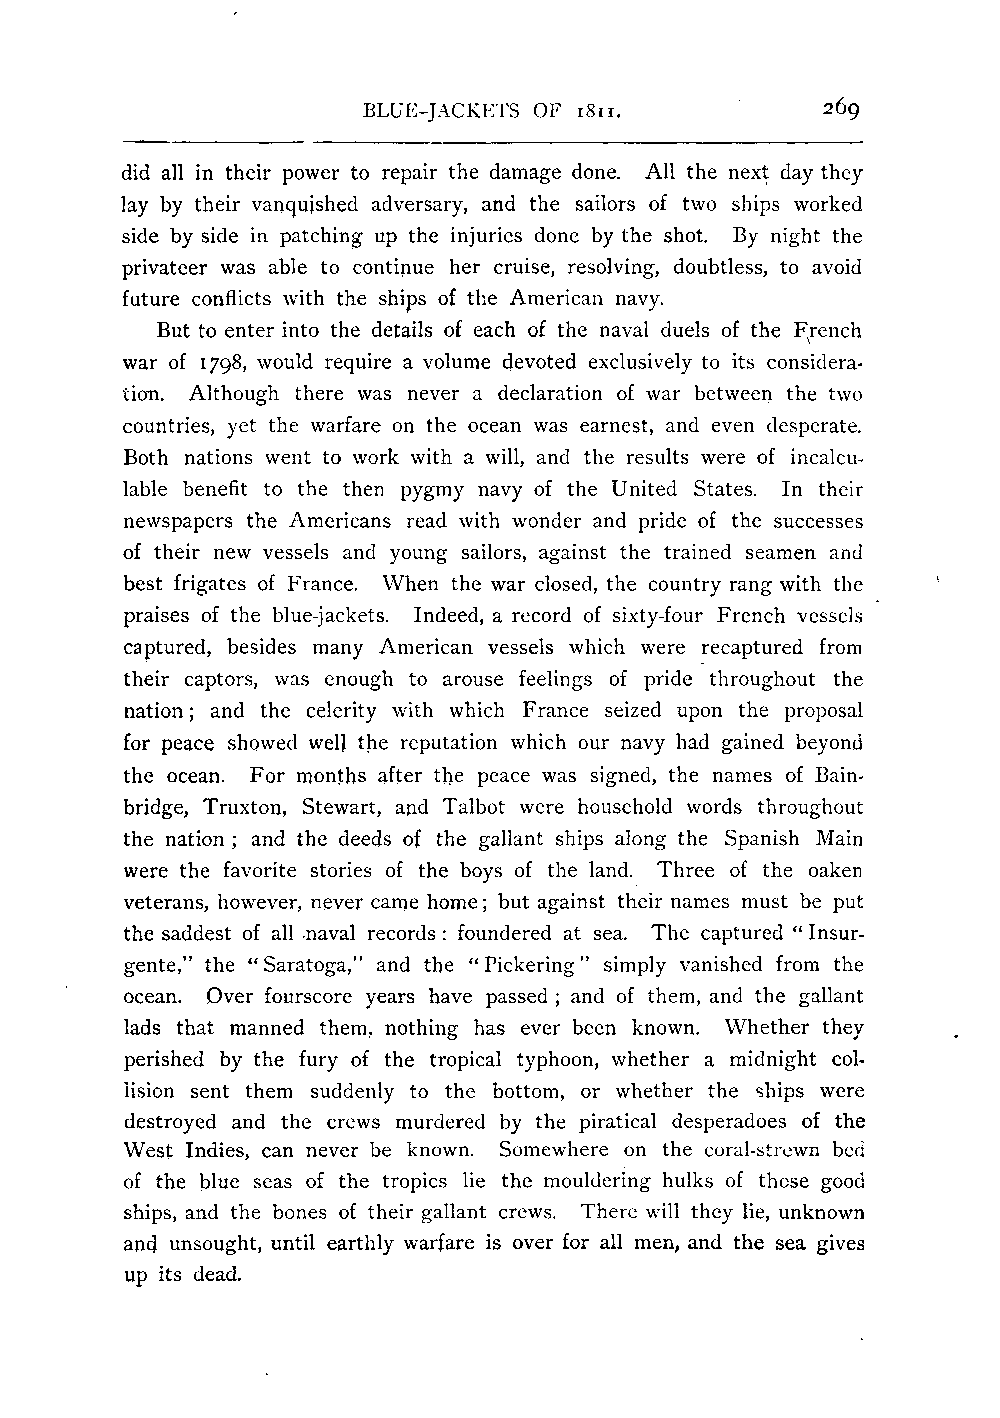 BLUE-JACKETS OF 1811. 269
did all in their power to repair the damage done. All the next day they
lay by their vanquished adversary, and the sailors of two ships worked
side by side in patching up the injuries done by the shot. By night the
privateer was able to continue her cruise, resolving, doubtless, to avoid
future conflicts with the ships of the American navy.
But to enter into the details of each of the naval duels of the French
war of 1798, would require a volume devoted exclusively to its considera-
tion. Although there was never a declaration of war between the two
countries, yet the warfare on the ocean was earnest, and even desperate.
Both nations went to work with a will, and the results were of incalcu-
lable benefit to the then pygmy navy of the United States. In their
newspapers the Americans read with wonder and pride of the successes
of their new vessels and young sailors, against the trained seamen and
best frigates of France. When the war closed, the country rang with the
praises of the blue-jackets. Indeed, a record of sixty-four French vessels
captured, besides many American vessels which were recaptured from
their captors, was enough to arouse feelings of pride throughout the
nation; and the celerity with which France seized upon the proposal
for peace showed well the reputation which our navy had gained beyond
the ocean. For months after the peace was signed, the names of Bain-
bridge, Truxton, Stewart, and Talbot were household words throughout
the nation; and the deeds of the gallant ships along the Spanish Main
were the favorite stories of the boys of the land. Three of the oaken
veterans, however, never came home; but against their names must be put
the saddest of all naval records: foundered at sea. The captured "Insur-
gente," the "Saratoga," and the "Pickering" simply vanished from the
ocean. Over fourscore years have passed; and of them, and the gallant
lads that manned them, nothing has ever been known. Whether they
perished by the fury of the tropical typhoon, whether a midnight col-
lision sent them suddenly to the bottom, or whether the ships were
destroyed and the crews murdered by the piratical desperadoes of the
West Indies, can never be known. Somewhere on the coral-strewn bed
of the blue seas of the tropics lie the mouldering hulks of those good
ships, and the bones of their gallant crews. There will they lie, unknown
and unsought, until earthly warfare is over for all men, and the sea gives
up its dead.